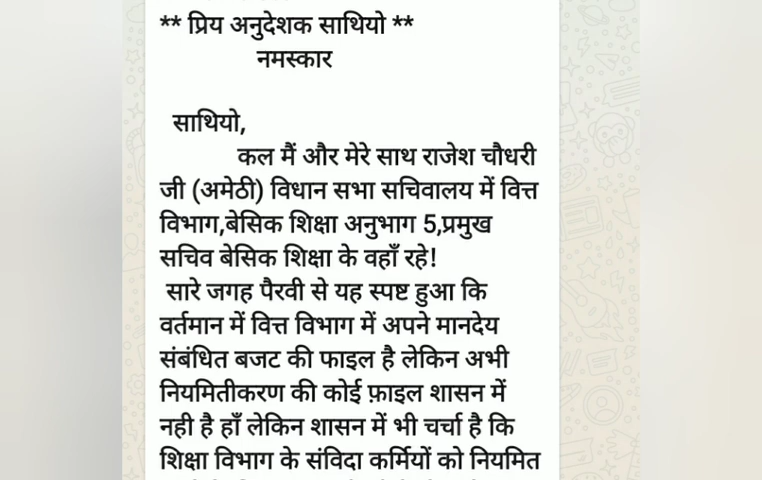 ** प्रिय अनुदेशक साथियो **
नमस्कार
साथियो,
कल मैं और मेरे साथ राजेश चौधरी
जी (अमेठी) विधान सभा सचिवालय में वित्त
विभाग,बेसिक शिक्षा अनुभाग 5,प्रमुख
सचिव बेसिक शिक्षा के वहाँ रहे!
सारे जगह पैरवी से यह स्पष्ट हुआ कि
वर्तमान में वित्त विभाग में अपने मानदेय
संबंधित बजट की फाइल है लेकिन अभी
नियमितीकरण की कोई फ़ाइल शासन में
नही है हाँ लेकिन शासन में भी चर्चा है कि
शिक्षा विभाग के संविदा कर्मियों को नियमित